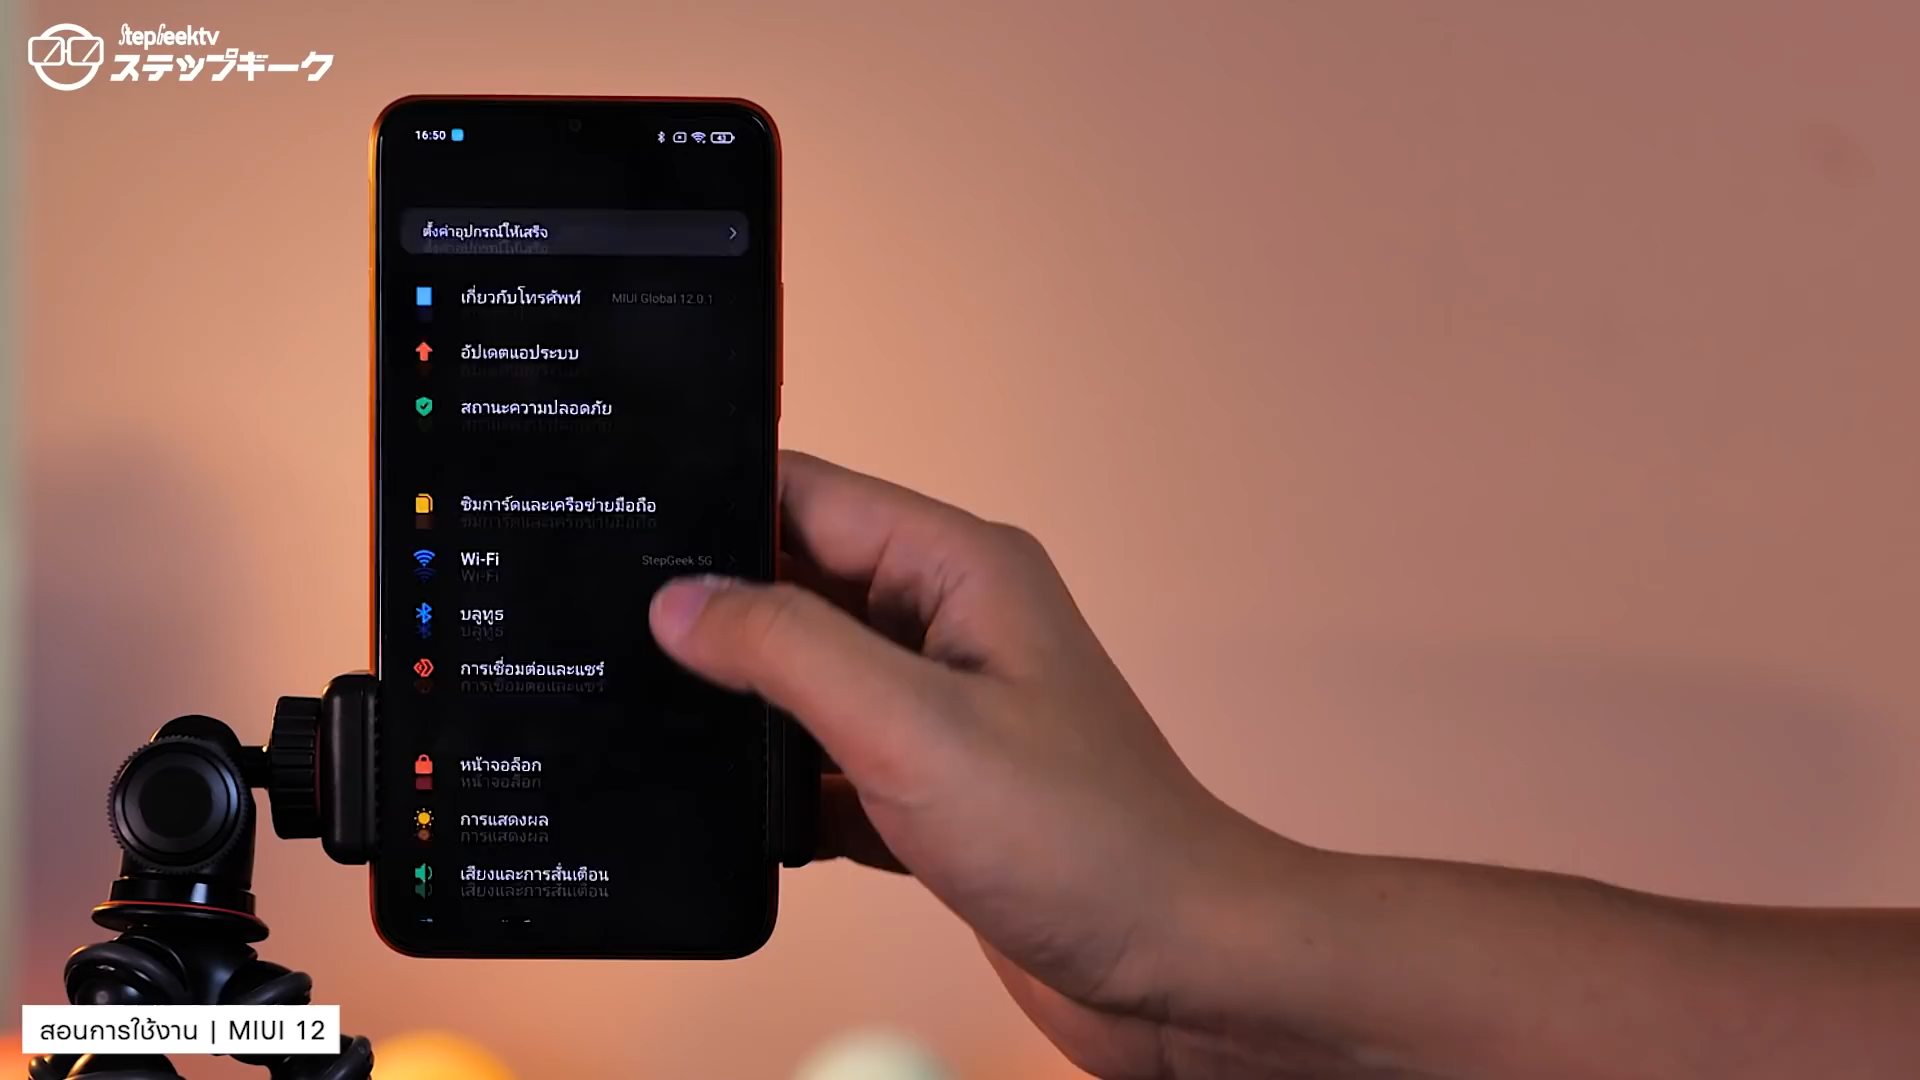 StepGeektv
ステップギーク
16:50
43
ตั้งค่าอุปกรณ์ให้เสร็จ
เกี่ยวกับโทรศัพท์ MIUI Global 12.0.1
อัปเดตแอประบบ
สถานะความปลอดภัย
ซิมการ์ดและเครือข่ายมือถือ
Wi-Fi StepGeek 5G
บลูทูธ
การเชื่อมต่อและแชร์
หน้าจอล็อก
การแสดงผล
เสียงและการสั่นเตือน
สอนการใช้งาน | MIUI 12